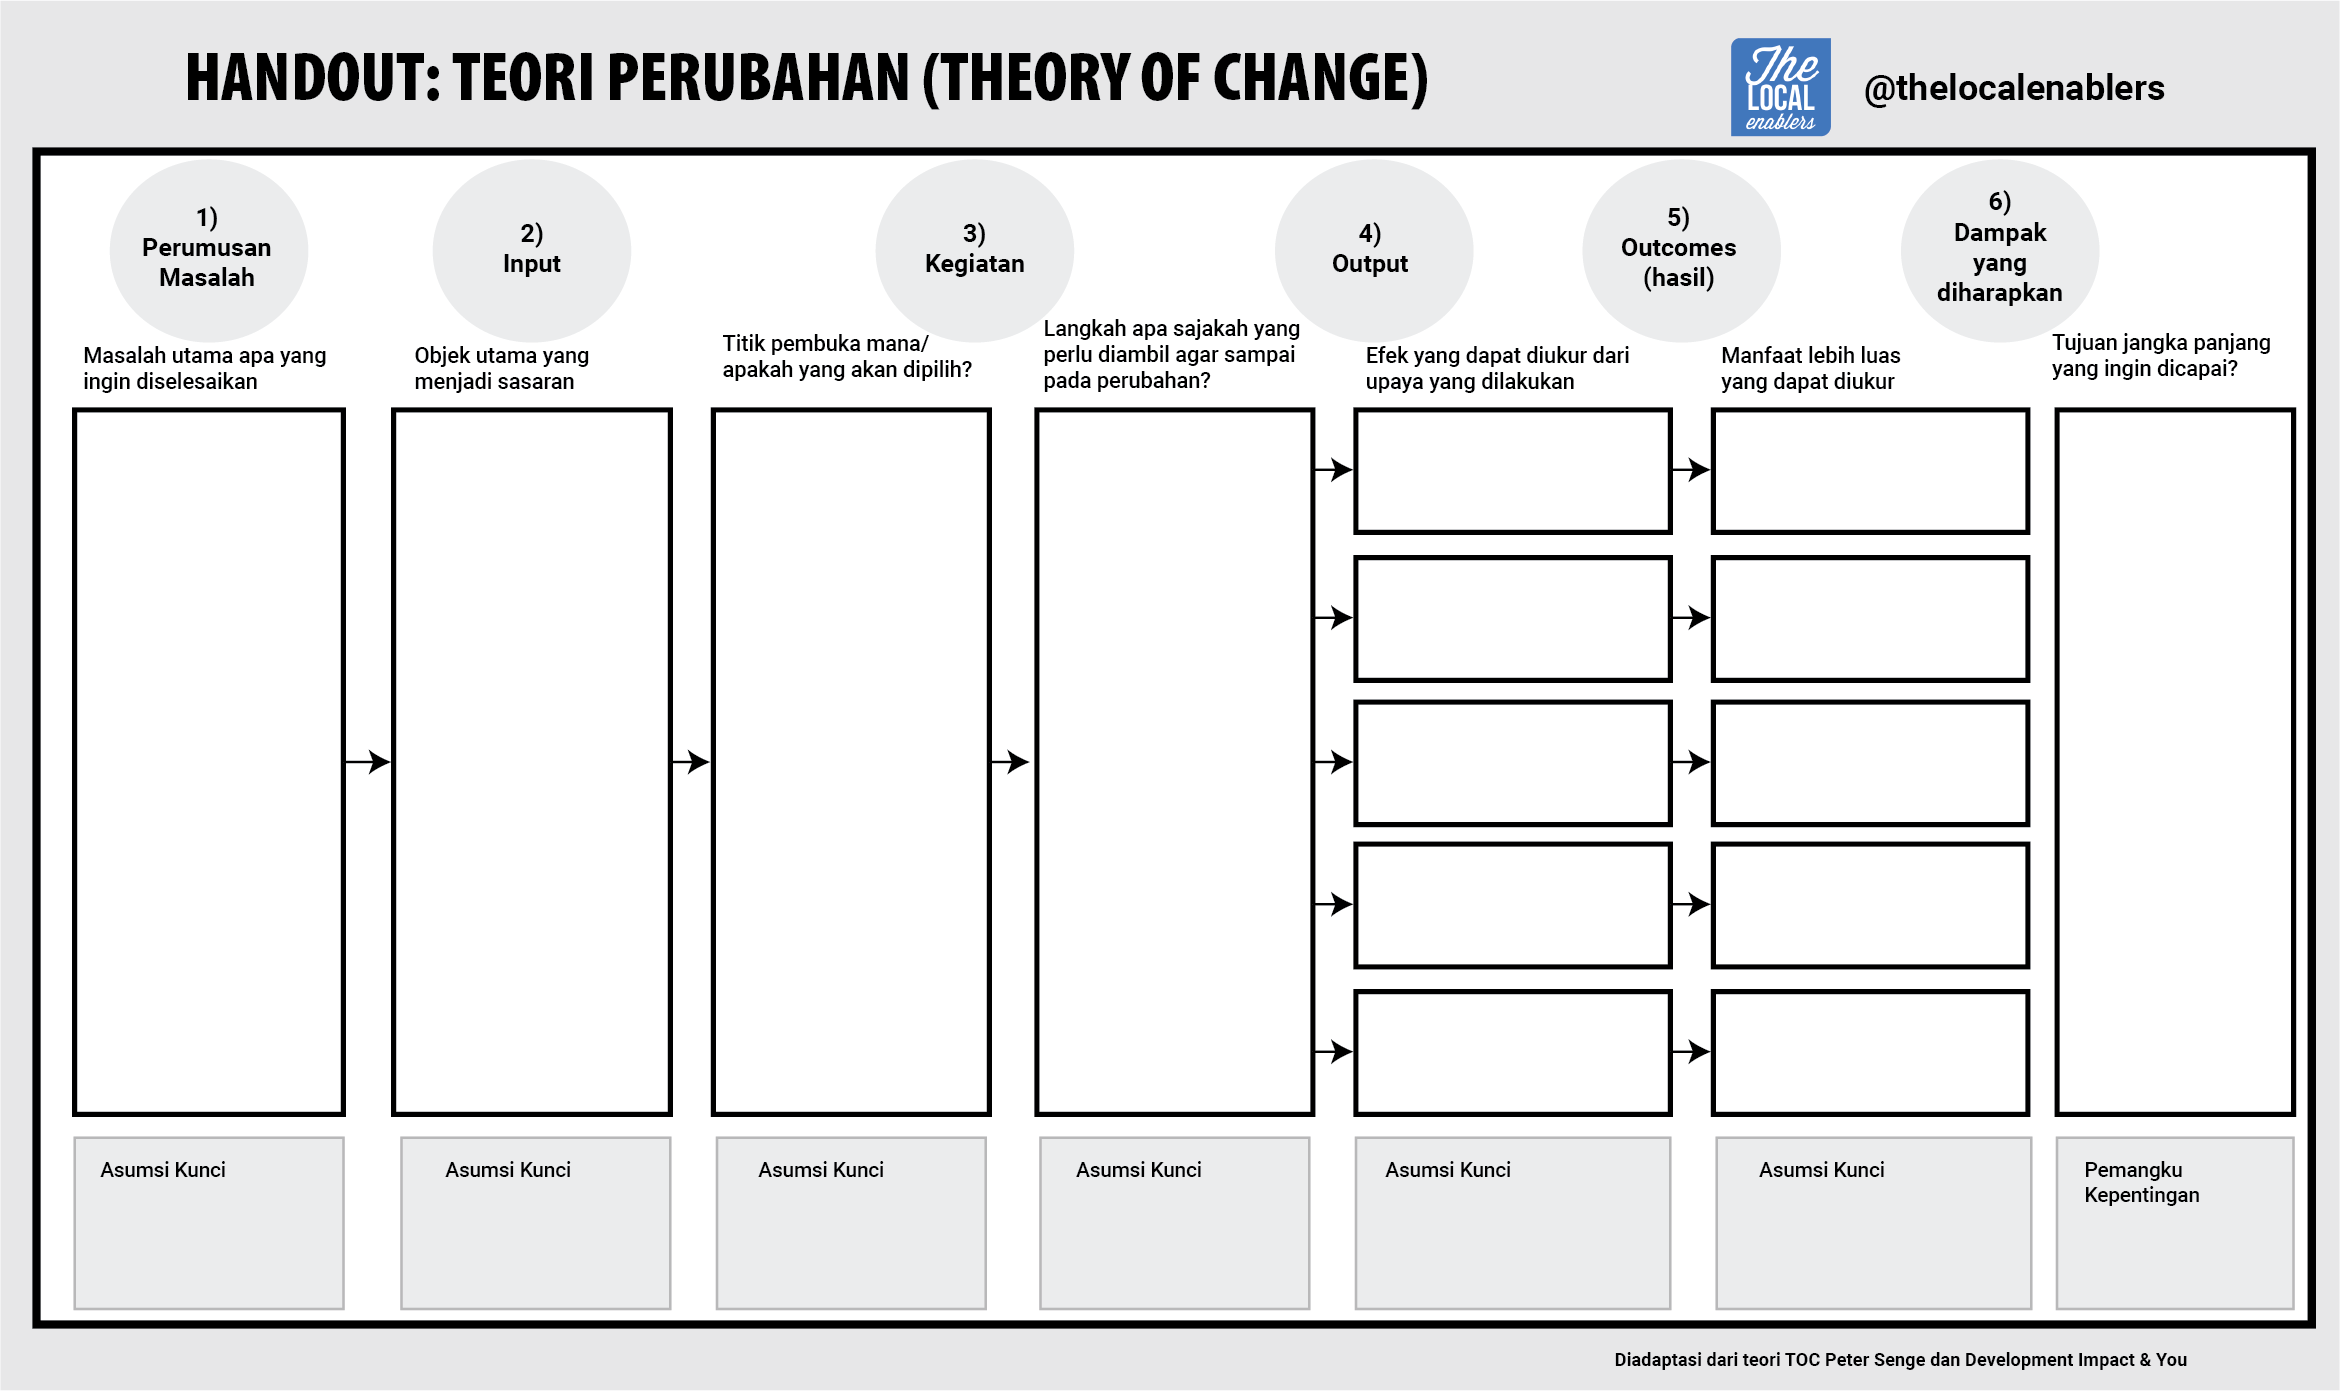 HANDOUT: TEORI PERUBAHAN (THEORY OF CHANGE)
The
LOCAL
enablers
@thelocalenablers
1)
Perumusan
Masalah
2)
Input
3)
Kegiatan
4)
Output
5)
Outcomes
(hasil)
6)
Dampak
yang
diharapkan
Masalah utama apa yang
ingin diselesaikan
Objek utama yang
menjadi sasaran
Titik pembuka mana/
apakah yang akan dipilih?
Langkah apa sajakah yang
perlu diambil agar sampai
pada perubahan?
Efek yang dapat diukur dari
upaya yang dilakukan
Manfaat lebih luas
yang dapat diukur
Tujuan jangka panjang
yang ingin dicapai?
Asumsi Kunci
Asumsi Kunci
Asumsi Kunci
Asumsi Kunci
Asumsi Kunci
Asumsi Kunci
Pemangku
Kepentingan
Diadaptasi dari teori TOC Peter Senge dan Development Impact & You